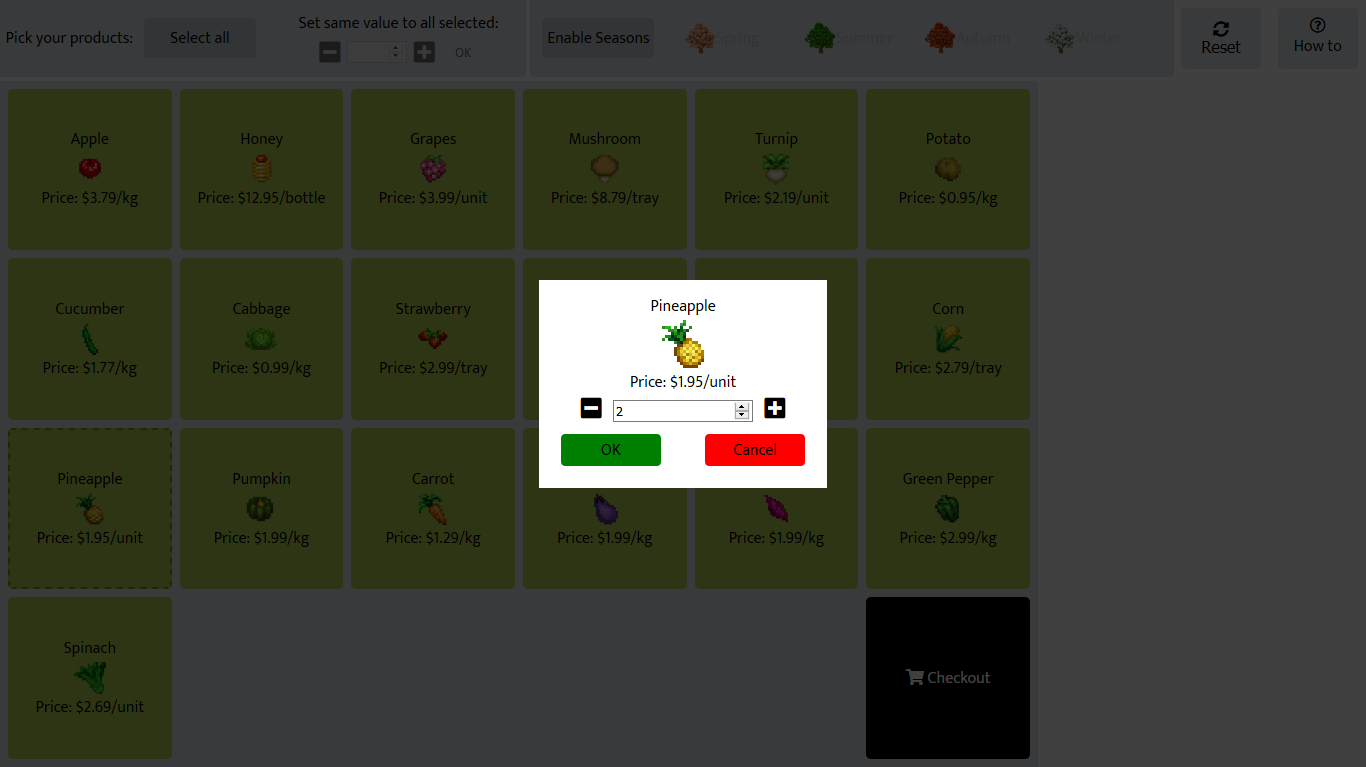 Pick your products:
Select all
Set same value to all selected:
OK
Enable Seasons
Spring
Summer
Autumn
Winter
Reset
How to
Apple
Price: $3.79/kg
Honey
Price: $12.95/bottle
Grapes
Price: $3.99/unit
Mushroom
Price: $8.79/tray
Turnip
Price: $2.19/unit
Potato
Price: $0.95/kg
Cucumber
Price: $1.77/kg
Cabbage
Price: $0.99/kg
Strawberry
Price: $2.99/tray
Corn
Price: $2.79/tray
Pineapple
Price: $1.95/unit
2
OK
Cancel
Pineapple
Price: $1.95/unit
Pumpkin
Price: $1.99/kg
Carrot
Price: $1.29/kg
Price: $1.99/kg
Price: $1.99/kg
Green Pepper
Price: $2.99/kg
Spinach
Price: $2.69/unit
Checkout